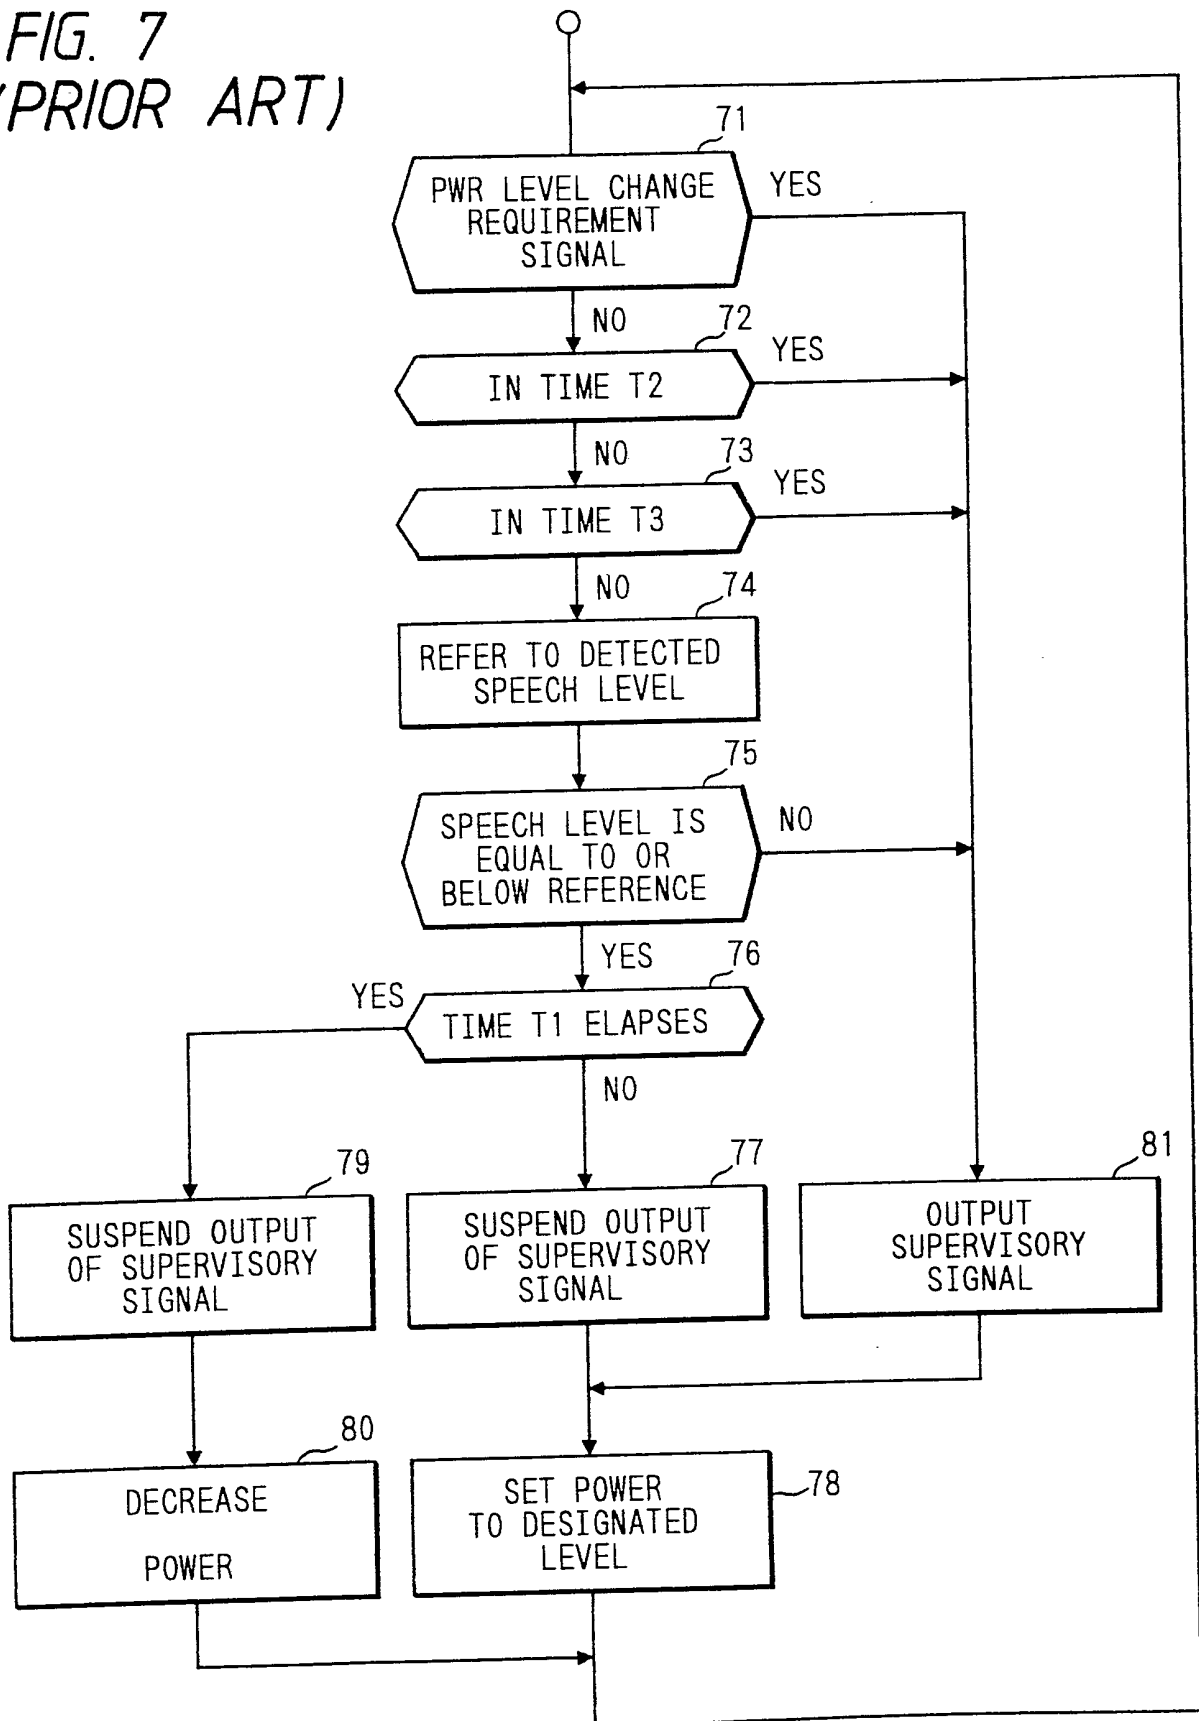 FIG. 7
(PRIOR ART)
71
PWR LEVEL CHANGE
REQUIREMENT
SIGNAL
YES
NO
72
IN TIME T2
YES
NO
73
IN TIME T3
YES
NO
74
REFER TO DETECTED
SPEECH LEVEL
75
SPEECH LEVEL IS
EQUAL TO OR
BELOW REFERENCE
NO
YES
76
YES
TIME T1 ELAPSES
NO
79
SUSPEND OUTPUT
OF SUPERVISORY
SIGNAL
77
SUSPEND OUTPUT
OF SUPERVISORY
SIGNAL
81
OUTPUT
SUPERVISORY
SIGNAL
80
DECREASE
POWER
SET POWER
TO DESIGNATED
LEVEL
78